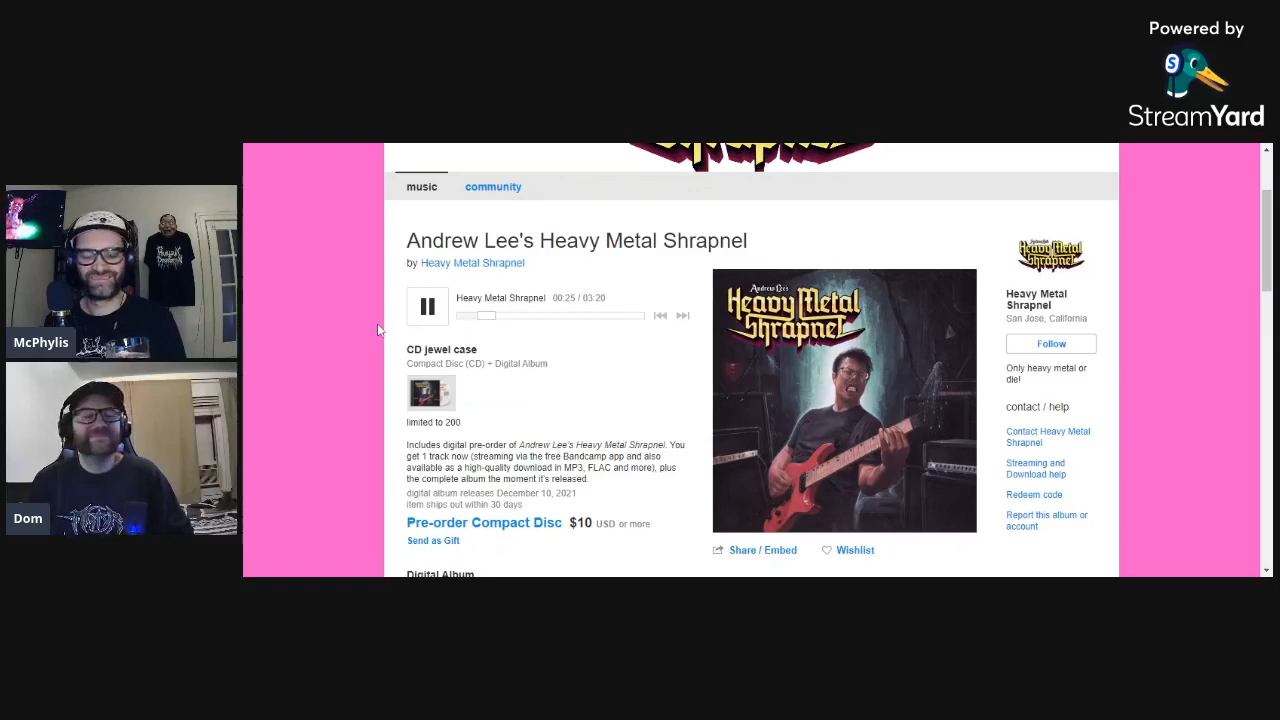 Powered by
StreamYard
Shrapnel
music
community
Andrew Lee's Heavy Metal Shrapnel
by Heavy Metal Shrapnel
Heavy Metal Shrapnel 00:25 / 03:20
CD jewel case
Compact Disc (CD) + Digital Album
limited to 200
Includes digital pre-order of Andrew Lee's Heavy Metal Shrapnel. You
get 1 track now (streaming via the free Bandcamp app and also
available as a high-quality download in MP3, FLAC and more), plus
the complete album the moment it's released.
digital album releases December 10, 2021
item ships out within 30 days
Pre-order Compact Disc $10 USD or more
Send as Gift
Digital Album
Andrew Lee's
Heavy Metal
Shrapnel
Share / Embed
Wishlist
Heavy Metal
Shrapnel
Heavy Metal
Shrapnel
San Jose, California
Follow
Only heavy metal or
die!
contact / help
Contact Heavy Metal
Shrapnel
Streaming and
Download help
Redeem code
Report this album or
account
McPhylis
Dom